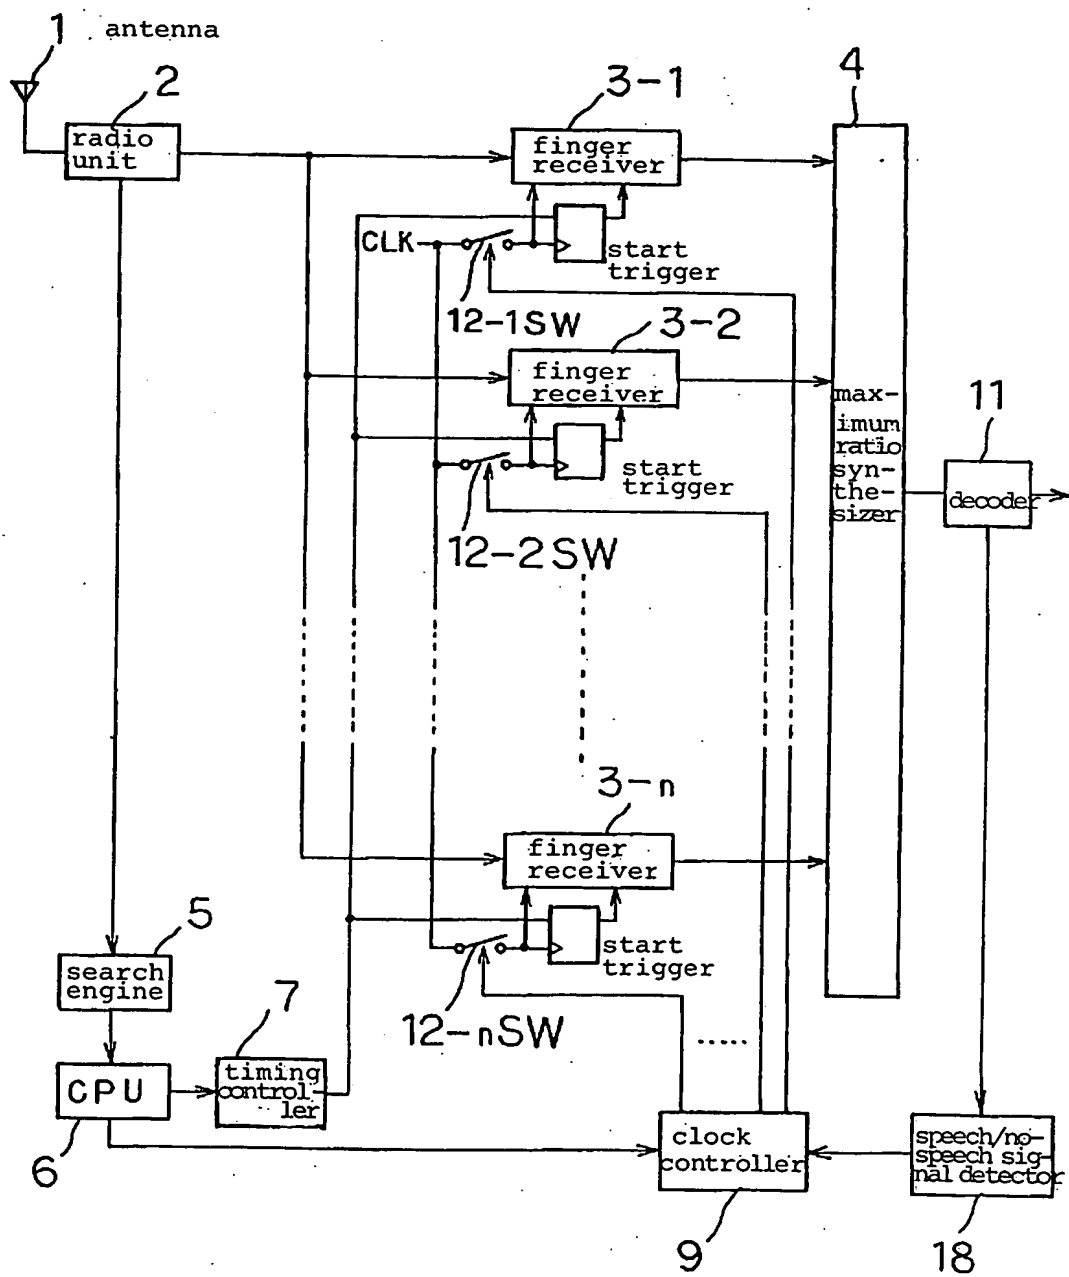 1 antenna
2
radio
unit
3-1
finger
receiver
4
CLK
start
trigger
12-1SW
3-2
finger
receiver
start
trigger
12-2SW
max-
imum
ratio
syn-
the-
sizer
11
decoder
3-n
finger
receiver
start
trigger
12-nSW
5
search
engine
7
timing
control
ler
CPU
6
clock
controller
9
speech/no-
speech sig-
nal detector
18